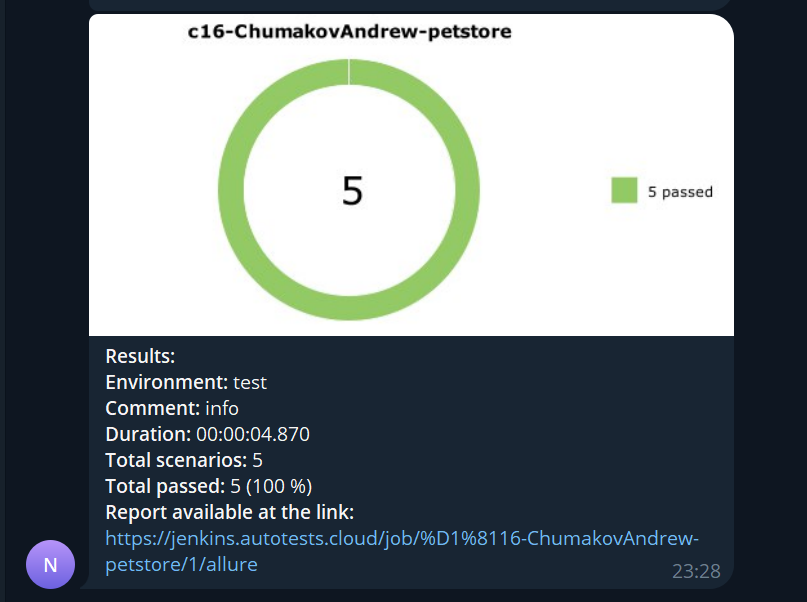 c16-ChumakovAndrew-petstore
5
5 passed
Results:
Environment: test
Comment: info
Duration: 00:00:04.870
Total scenarios: 5
Total passed: 5 (100 %)
Report available at the link:
https://jenkins.autotests.cloud/job/%D1%8116-ChumakovAndrew-
petstore/1/allure
23:28
N